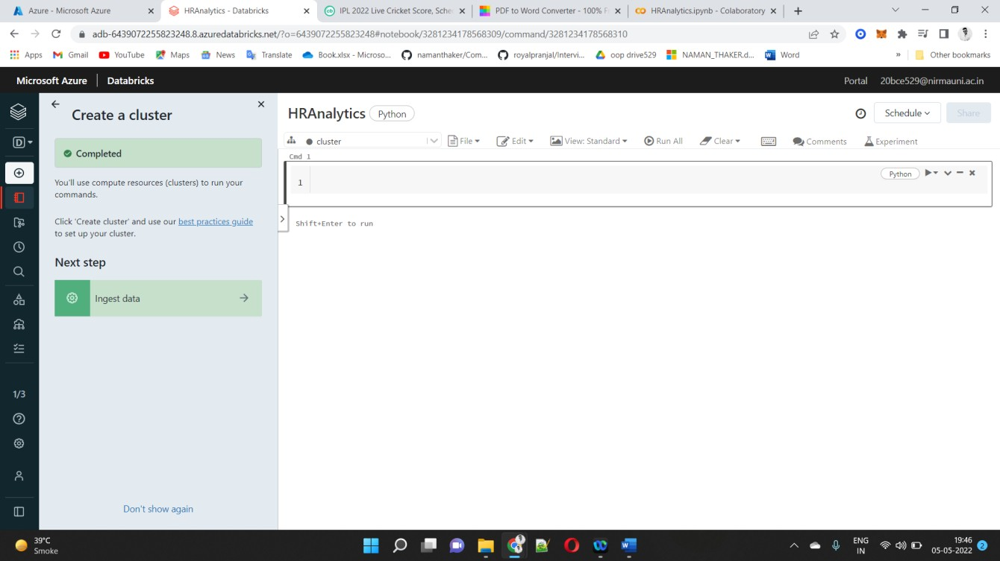 Azure - Microsoft Azure
HRAnalytics - Databricks
IPL 2022 Live Cricket Score, Sche
PDF to Word Converter - 100% F
HRAnalytics.ipynb - Colaboratory
adb-6439072255823248.8.azuredatabricks.net/?o=6439072255823248#notebook/3281234178568309/command/3281234178568310
Apps
Gmail
YouTube
Maps
News
Translate
Book.xlsx - Microso...
namanthaker/Com...
royalpranjal/Intervi...
oop drive529
NAMAN_THAKER.d...
Word
»
Other bookmarks
Microsoft Azure
Databricks
Portal
20bce529@nirmauni.ac.in
D
1/3
Create a cluster
Completed
You'll use compute resources (clusters) to run your
commands.
Click 'Create cluster' and use our best practices guide
to set up your cluster.
Next step
Ingest data
Don't show again
HRAnalytics
Python
Schedule
Share
cluster
File
Edit
View: Standard
Run All
Clear
Comments
Experiment
Cmd 1
1
Python
Shift+Enter to run
39°C
Smoke
ENG
IN
19:46
05-05-2022
2